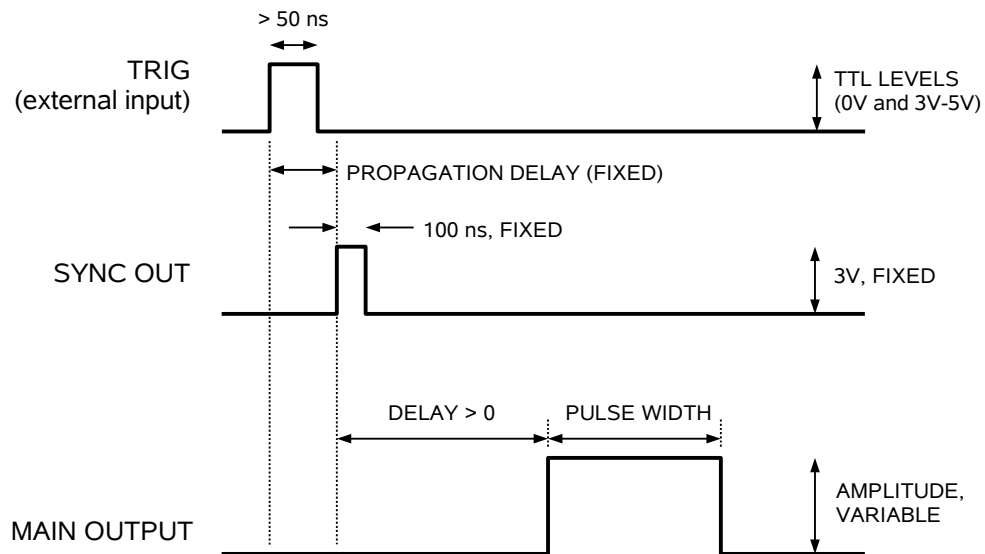 > 50 ns
TRIG
(external input)
TTL LEVELS
(0V and 3V-5V)
PROPAGATION DELAY (FIXED)
100 ns, FIXED
SYNC OUT
3V, FIXED
DELAY > 0
PULSE WIDTH
MAIN OUTPUT
AMPLITUDE,
VARIABLE